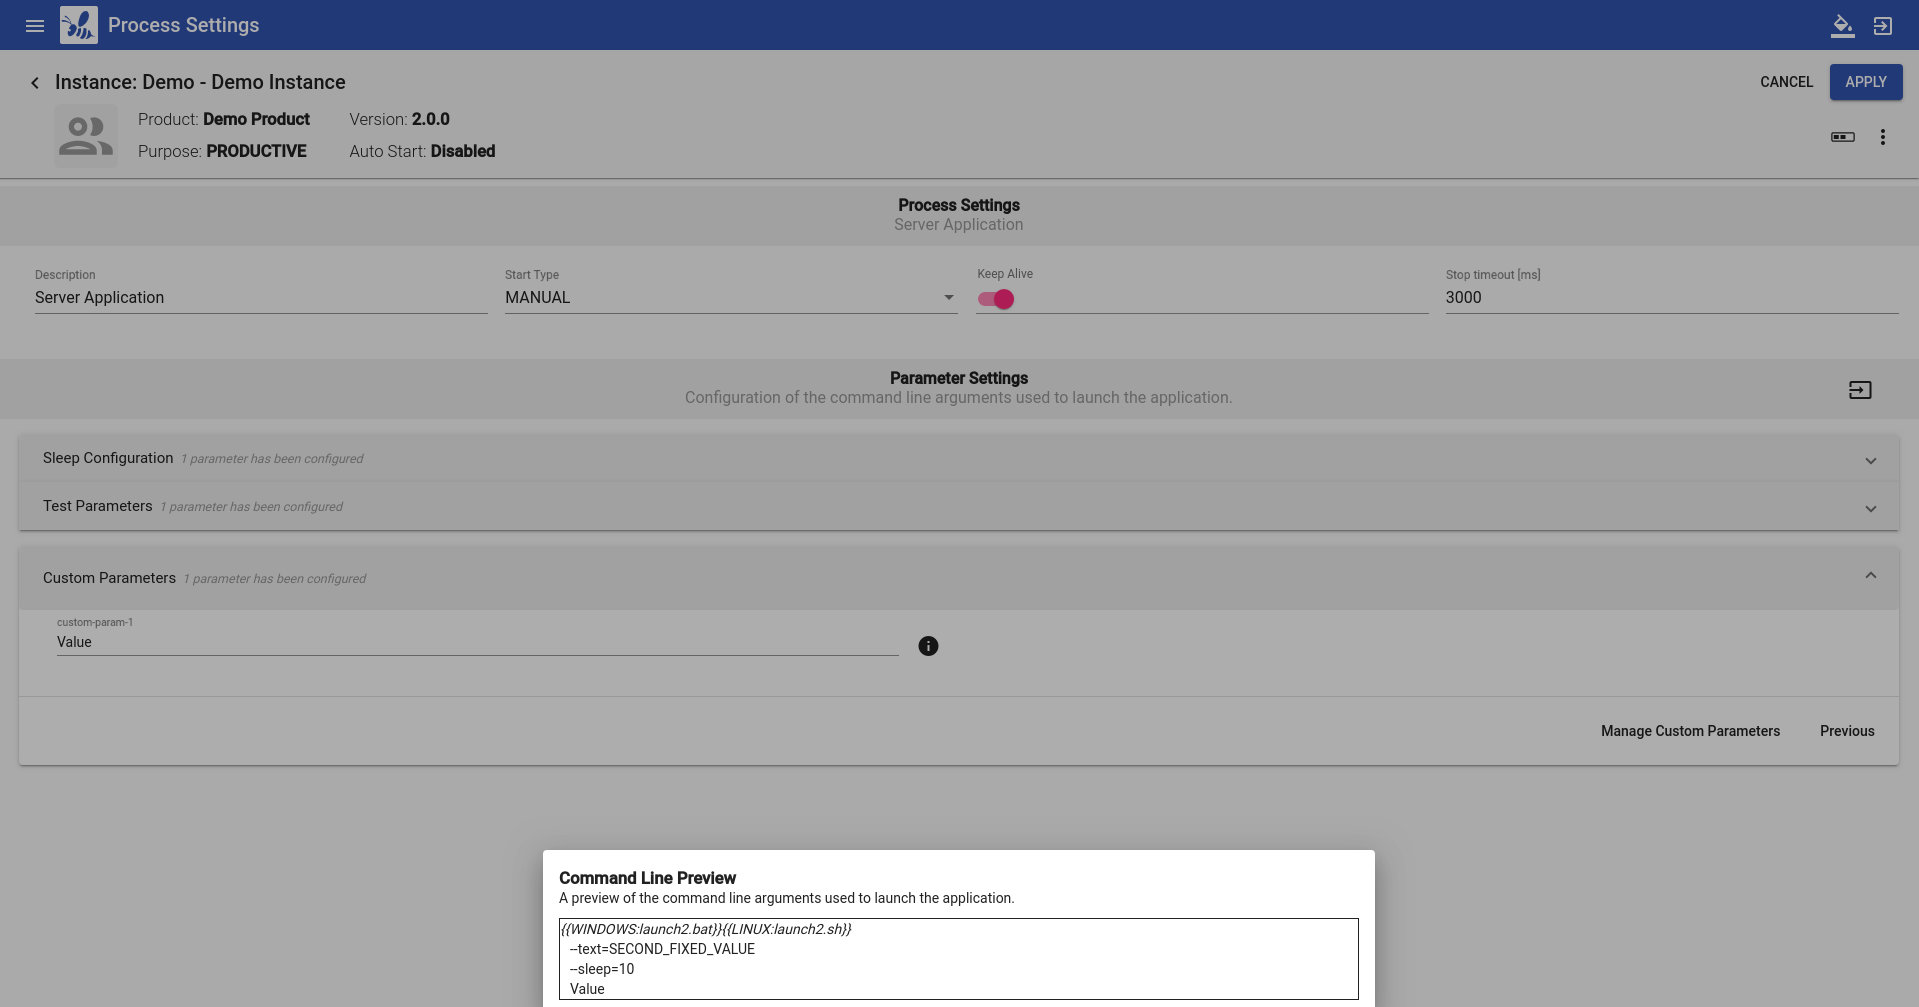 Process Settings
Instance: Demo - Demo Instance
CANCEL
APPLY
Product: Demo Product
Version: 2.0.0
Purpose: PRODUCTIVE
Auto Start: Disabled
Process Settings
Server Application
Description
Start Type
Keep Alive
Stop timeout [ms]
Server Application
MANUAL
3000
Parameter Settings
Configuration of the command line arguments used to launch the application.
Sleep Configuration 1 parameter has been configured
Test Parameters 1 parameter has been configured
Custom Parameters 1 parameter has been configured
custom-param-1
Value
Manage Custom Parameters
Previous
Command Line Preview
A preview of the command line arguments used to launch the application.
{{WINDOWS:launch2.bat}}{{LINUX:launch2.sh}}
--text=SECOND_FIXED_VALUE
--sleep=10
Value